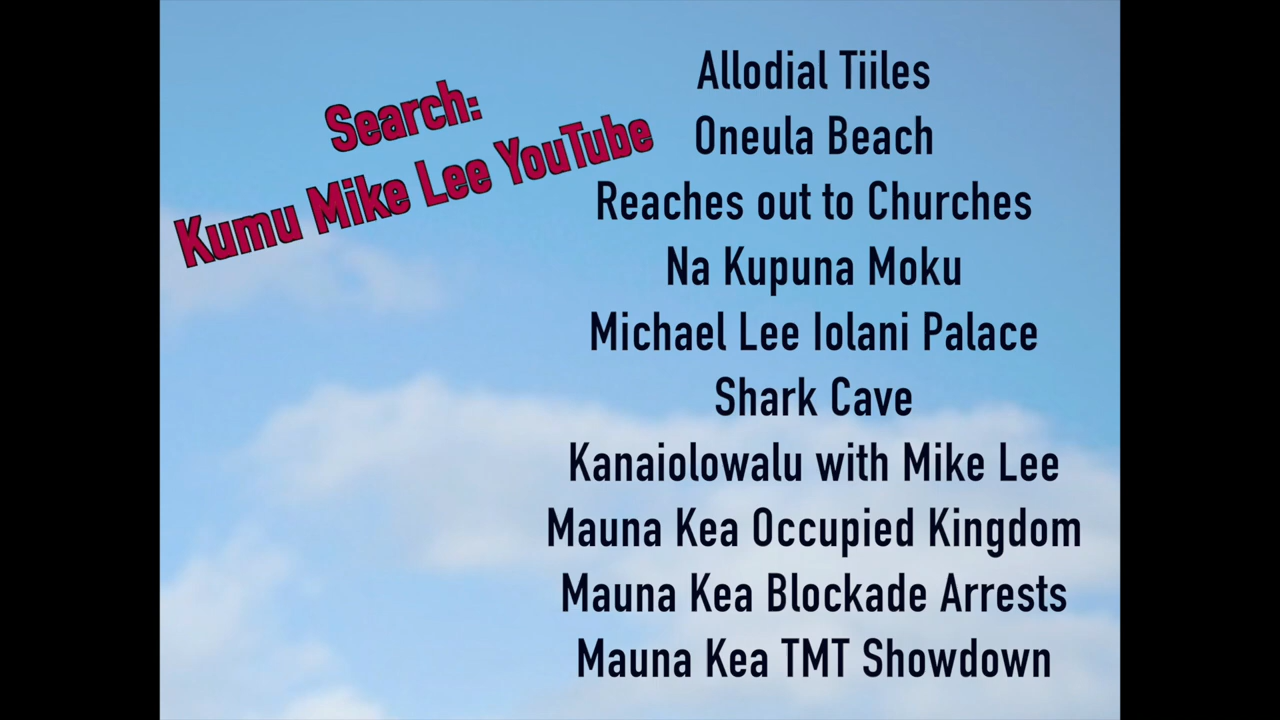 Search:
Kumu Mike Lee YouTube
Allodial Tiiles
Oneula Beach
Reaches out to Churches
Na Kupuna Moku
Michael Lee Iolani Palace
Shark Cave
Kanaiolowalu with Mike Lee
Mauna Kea Occupied Kingdom
Mauna Kea Blockade Arrests
Mauna Kea TMT Showdown